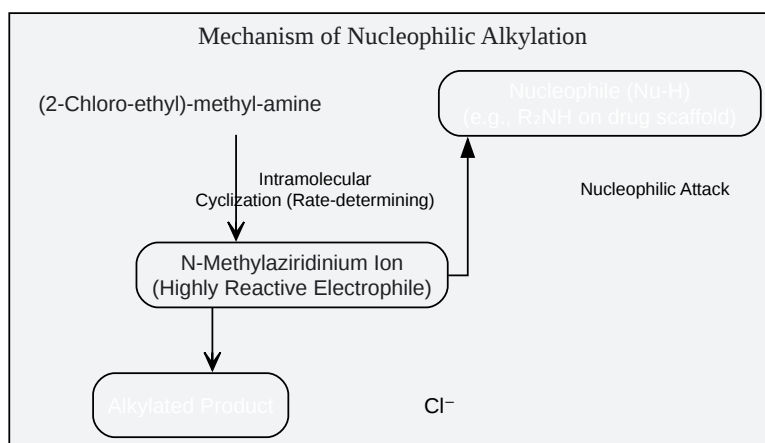 Mechanism of Nucleophilic Alkylation
(2-Chloro-ethyl)-methyl-amine
Nucleophile (Nu-H)
(e.g., R₂NH on drug scaffold)
Intramolecular
Cyclization (Rate-determining)
Nucleophilic Attack
N-Methylaziridinium Ion
(Highly Reactive Electrophile)
Alkylated Product
Cl⁻